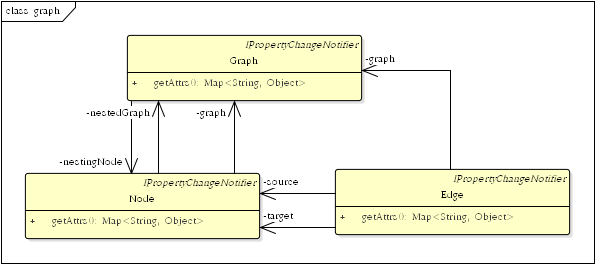 class graph
IPropertyChangeNotifier
Graph
-graph
+ getAttrs(): Map<String, Object>
-nestedGraph
-graph
-nestingNode
IPropertyChangeNotifier
Node
-source
IPropertyChangeNotifier
Edge
+ getAttrs(): Map<String, Object>
-target
+ getAttrs(): Map<String, Object>